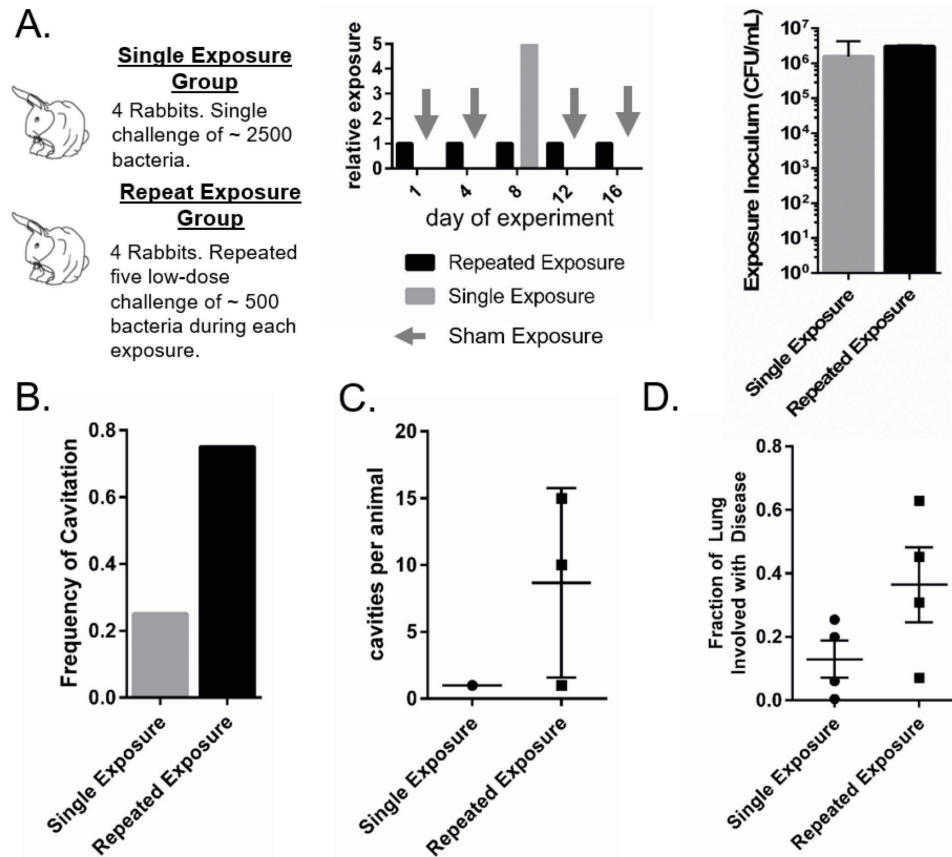 A.
Single Exposure
Group
4 Rabbits. Single
challenge of ~ 2500
bacteria.
Repeat Exposure
Group
4 Rabbits. Repeated
five low-dose
challenge of ~ 500
bacteria during each
exposure.
relative exposure
5
4
3
2
1
0
1
4
8
12
16
day of experiment
Repeated Exposure
Single Exposure
Sham Exposure
Exposure Inoculum (CFU/mL)
10⁷
10⁶
10⁵
10⁴
10³
10²
10¹
10⁰
Single Exposure
Repeated Exposure
B.
Frequency of Cavitation
0.8
0.6
0.4
0.2
0.0
Single Exposure
Repeated Exposure
C.
cavities per animal
20
15
10
5
0
Single Exposure
Repeated Exposure
D.
Fraction of Lung
Involved with Disease
0.8
0.6
0.4
0.2
0.0
Single Exposure
Repeated Exposure